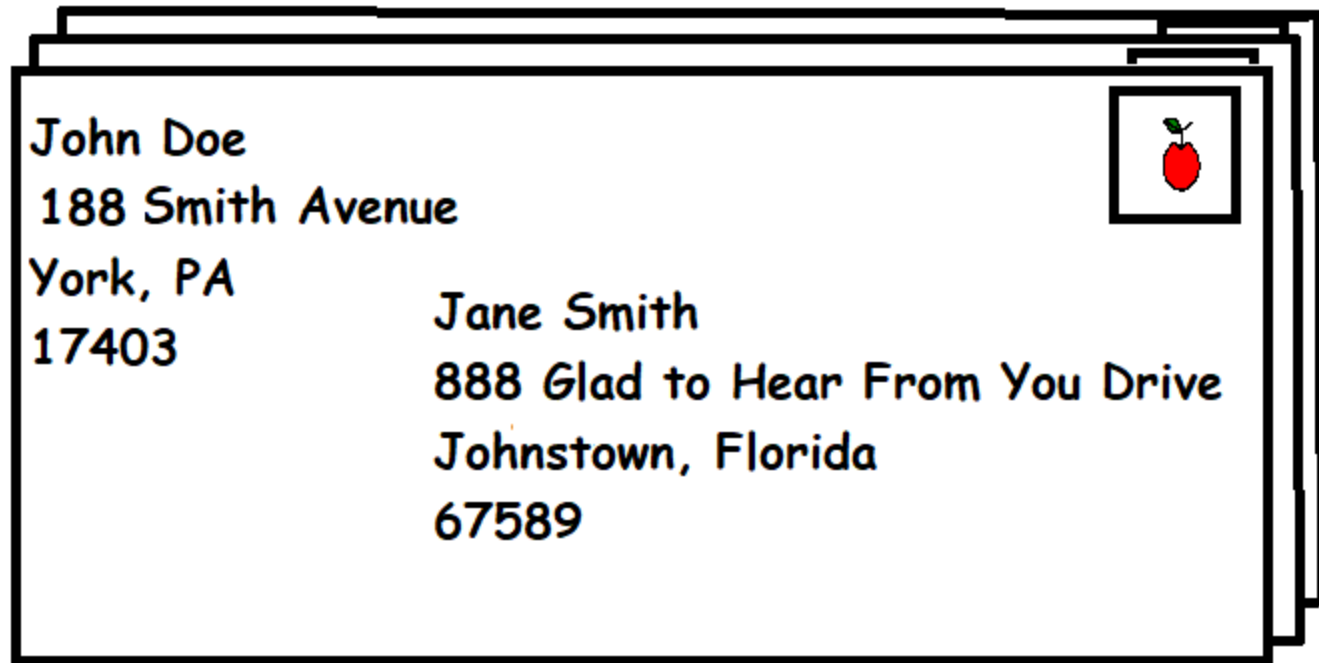 John Doe
188 Smith Avenue
York, PA
17403
Jane Smith
888 Glad to Hear From You Drive
Johnstown, Florida
67589